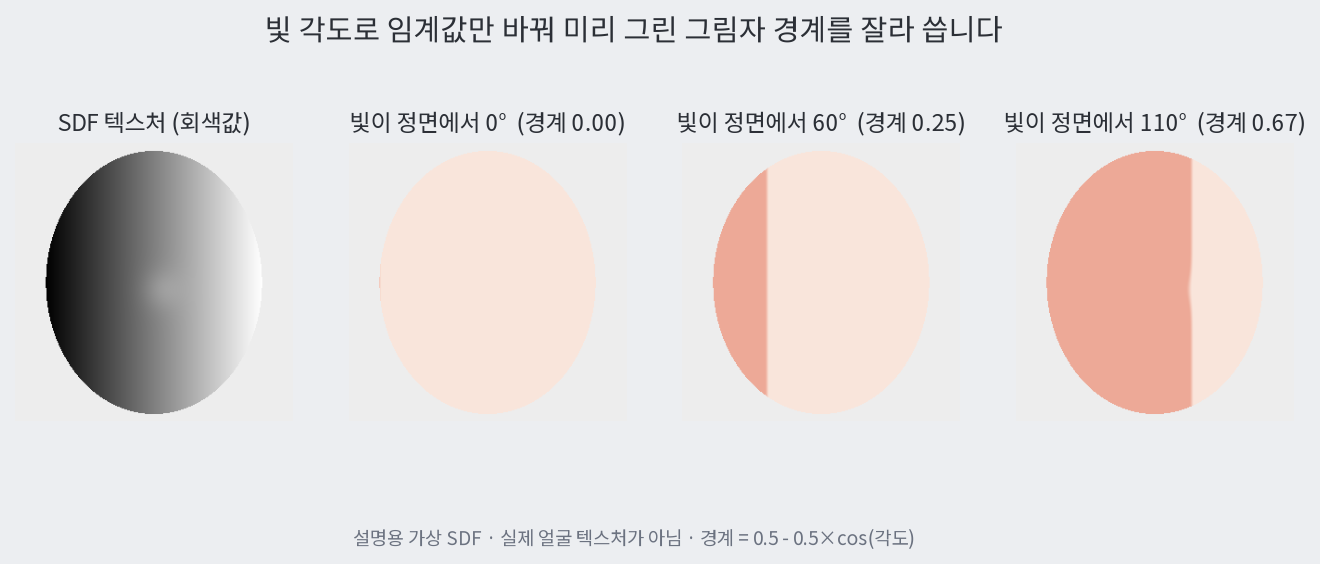 빛 각도로 임계값만 바꿔 미리 그린 그림자 경계를 잘라 씁니다
SDF 텍스처 (회색값)
빛이 정면에서 0° (경계 0.00)
빛이 정면에서 60° (경계 0.25)
빛이 정면에서 110° (경계 0.67)
설명용 가상 SDF · 실제 얼굴 텍스처가 아님 · 경계 = 0.5 - 0.5×cos(각도)